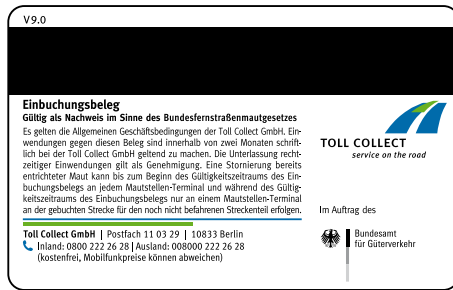 V9.0
Einbuchungsbeleg
Gültig als Nachweis im Sinne des Bundesfernstraßenmautgesetzes
Es gelten die Allgemeinen Geschäftsbedingungen der Toll Collect GmbH. Ein-
wendungen gegen diesen Beleg sind innerhalb von zwei Monaten schrift-
lich bei der Toll Collect GmbH geltend zu machen. Die Unterlassung recht-
zeitiger Einwendungen gilt als Genehmigung. Eine Stornierung bereits
entrichteter Maut kann bis zum Beginn des Gültigkeitszeitraums des Ein-
buchungsbelegs an jedem Mautstellen-Terminal und während des Gültig-
keitszeitraums des Einbuchungsbelegs nur an einem Mautstellen-Terminal
an der gebuchten Strecke für den noch nicht befahrenen Streckenteil erfolgen.
Toll Collect GmbH | Postfach 11 03 29 | 10833 Berlin
Inland: 0800 222 26 28 | Ausland: 008000 222 26 28
(kostenfrei, Mobilfunkpreise können abweichen)
TOLL COLLECT
service on the road
Im Auftrag des
Bundesamt
für Güterverkehr